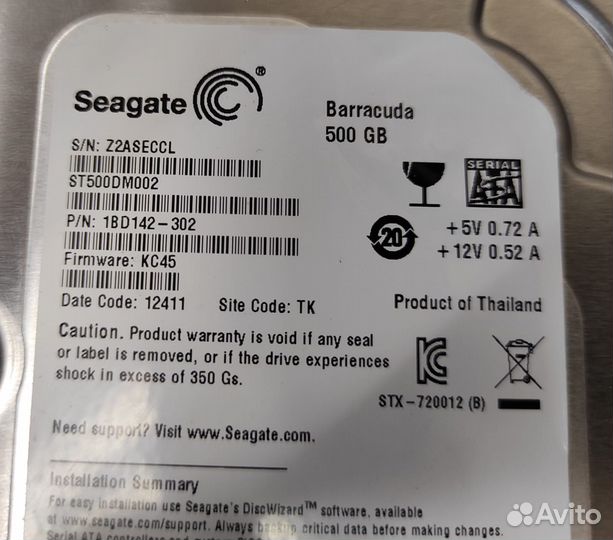 Seagate®
Barracuda
500 GB
S/N: Z2ASECCL
ST500DM002
P/N: 1BD142-302
Firmware: KC45
Date Code: 12411 Site Code: TK
SERIAL
ATA
20
+5V 0.72 A
+12V 0.52 A
Product of Thailand
Caution. Product warranty is void if any seal
or label is removed, or if the drive experiences
shock in excess of 350 Gs.
STX-720012 (B)
Need support? Visit www.Seagate.com.
Installation Summary
For easy installation use Seagate's DiscWizard™ software, available
at www.seagate.com/support. Always backup critical data before making changes.
Serial ATA controllers and
Avito